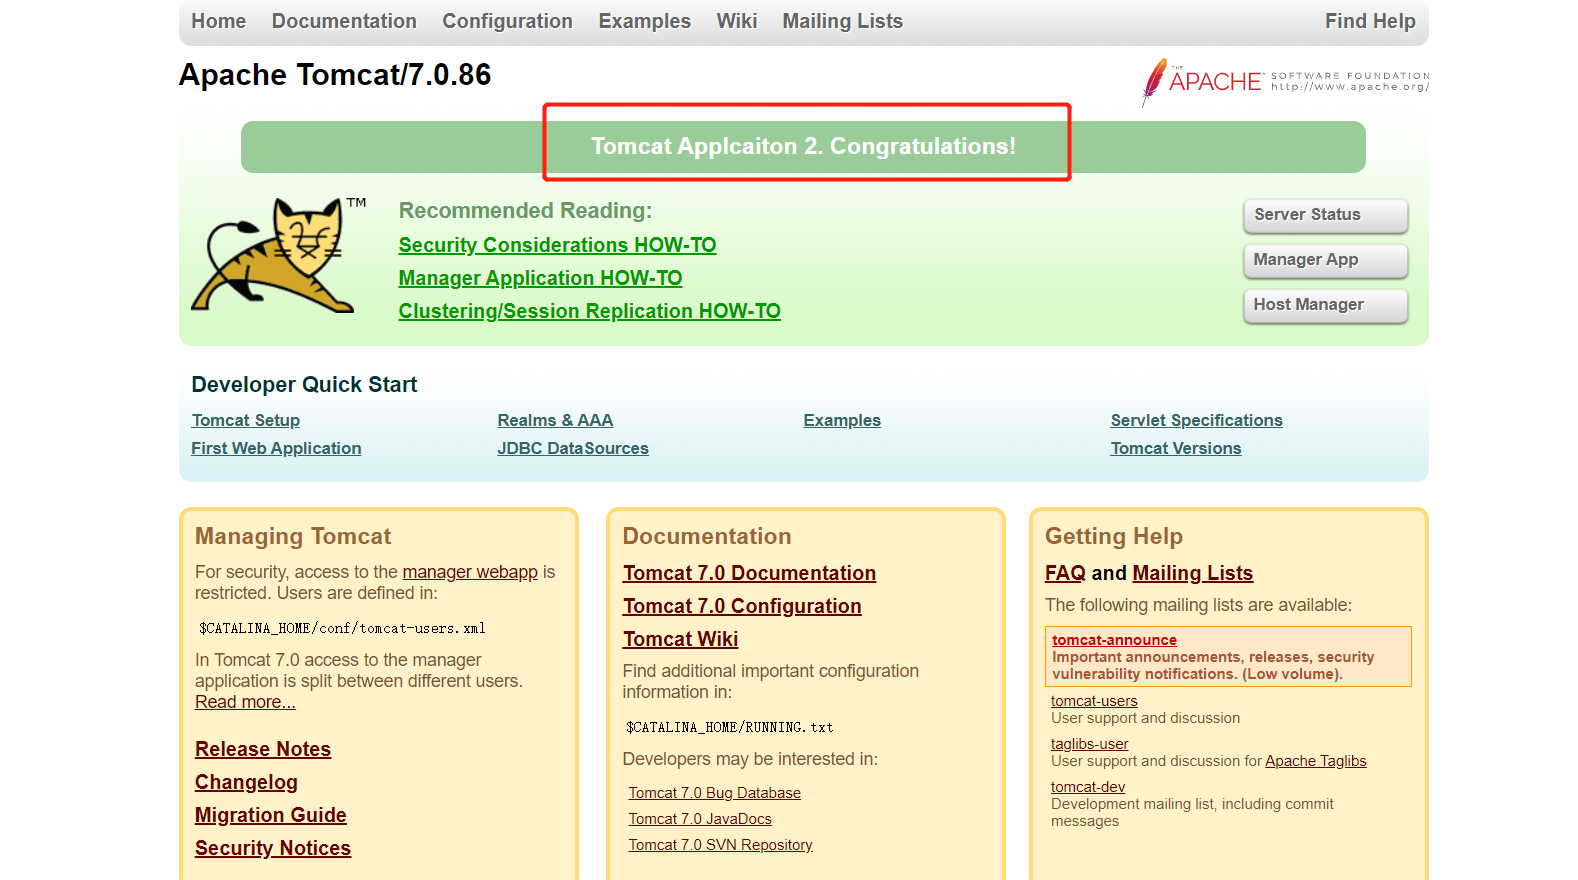 Home Documentation Configuration Examples Wiki Mailing Lists Find Help
Apache Tomcat/7.0.86
THE APACHE SOFTWARE FOUNDATION
http://www.apache.org/
Tomcat Applcaiton 2. Congratulations!
TM
Recommended Reading:
Security Considerations HOW-TO
Manager Application HOW-TO
Clustering/Session Replication HOW-TO
Server Status
Manager App
Host Manager
Developer Quick Start
Tomcat Setup
First Web Application
Realms & AAA
JDBC DataSources
Examples
Servlet Specifications
Tomcat Versions
Managing Tomcat
For security, access to the manager webapp is
restricted. Users are defined in:
$CATALINA_HOME/conf/tomcat-users.xml
In Tomcat 7.0 access to the manager
application is split between different users.
Read more...
Release Notes
Changelog
Migration Guide
Security Notices
Documentation
Tomcat 7.0 Documentation
Tomcat 7.0 Configuration
Tomcat Wiki
Find additional important configuration
information in:
$CATALINA_HOME/RUNNING.txt
Developers may be interested in:
Tomcat 7.0 Bug Database
Tomcat 7.0 JavaDocs
Tomcat 7.0 SVN Repository
Getting Help
FAQ and Mailing Lists
The following mailing lists are available:
tomcat-announce
Important announcements, releases, security
vulnerability notifications. (Low volume).
tomcat-users
User support and discussion
taglibs-user
User support and discussion for Apache Taglibs
tomcat-dev
Development mailing list, including commit
messages